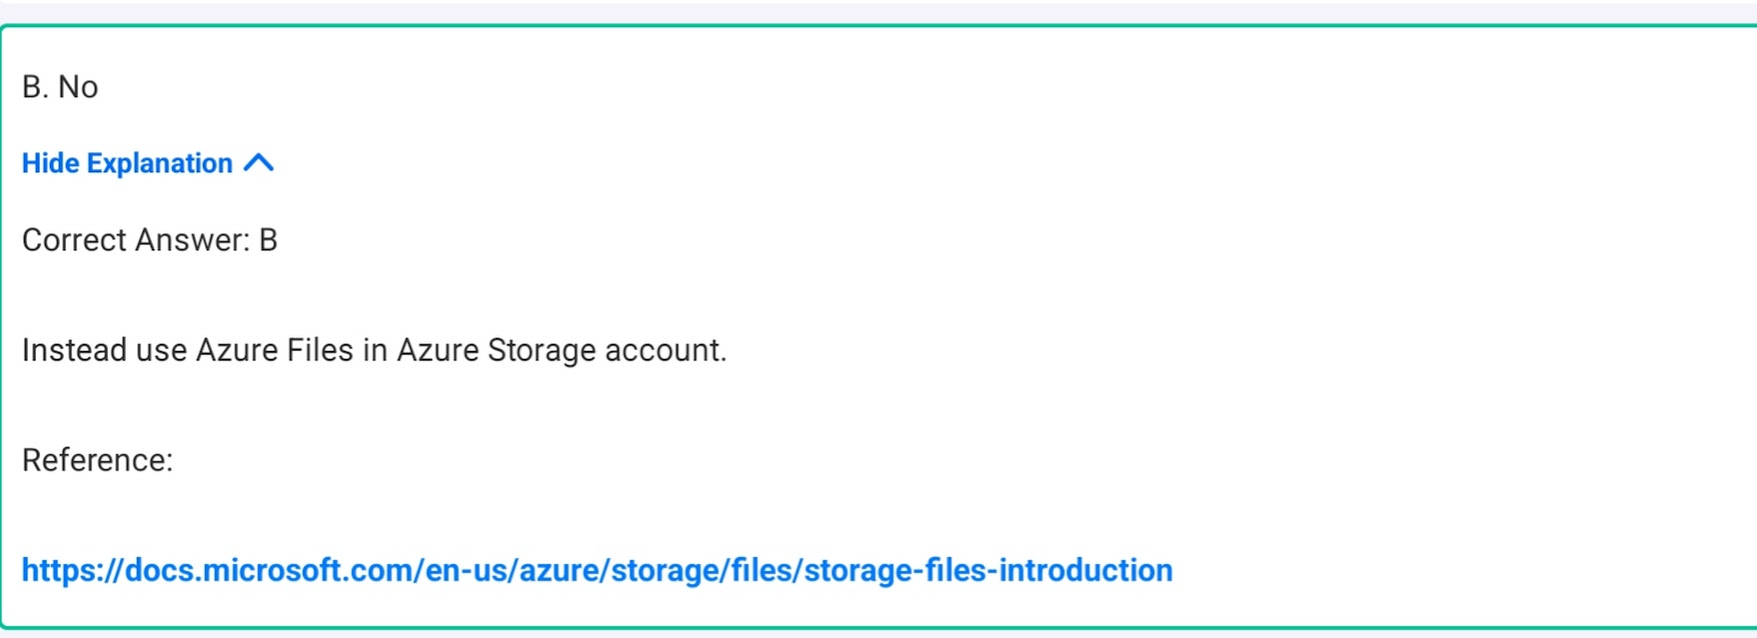 B. No
Hide Explanation
Correct Answer: B
Instead use Azure Files in Azure Storage account.
Reference:
https://docs.microsoft.com/en-us/azure/storage/files/storage-files-introduction